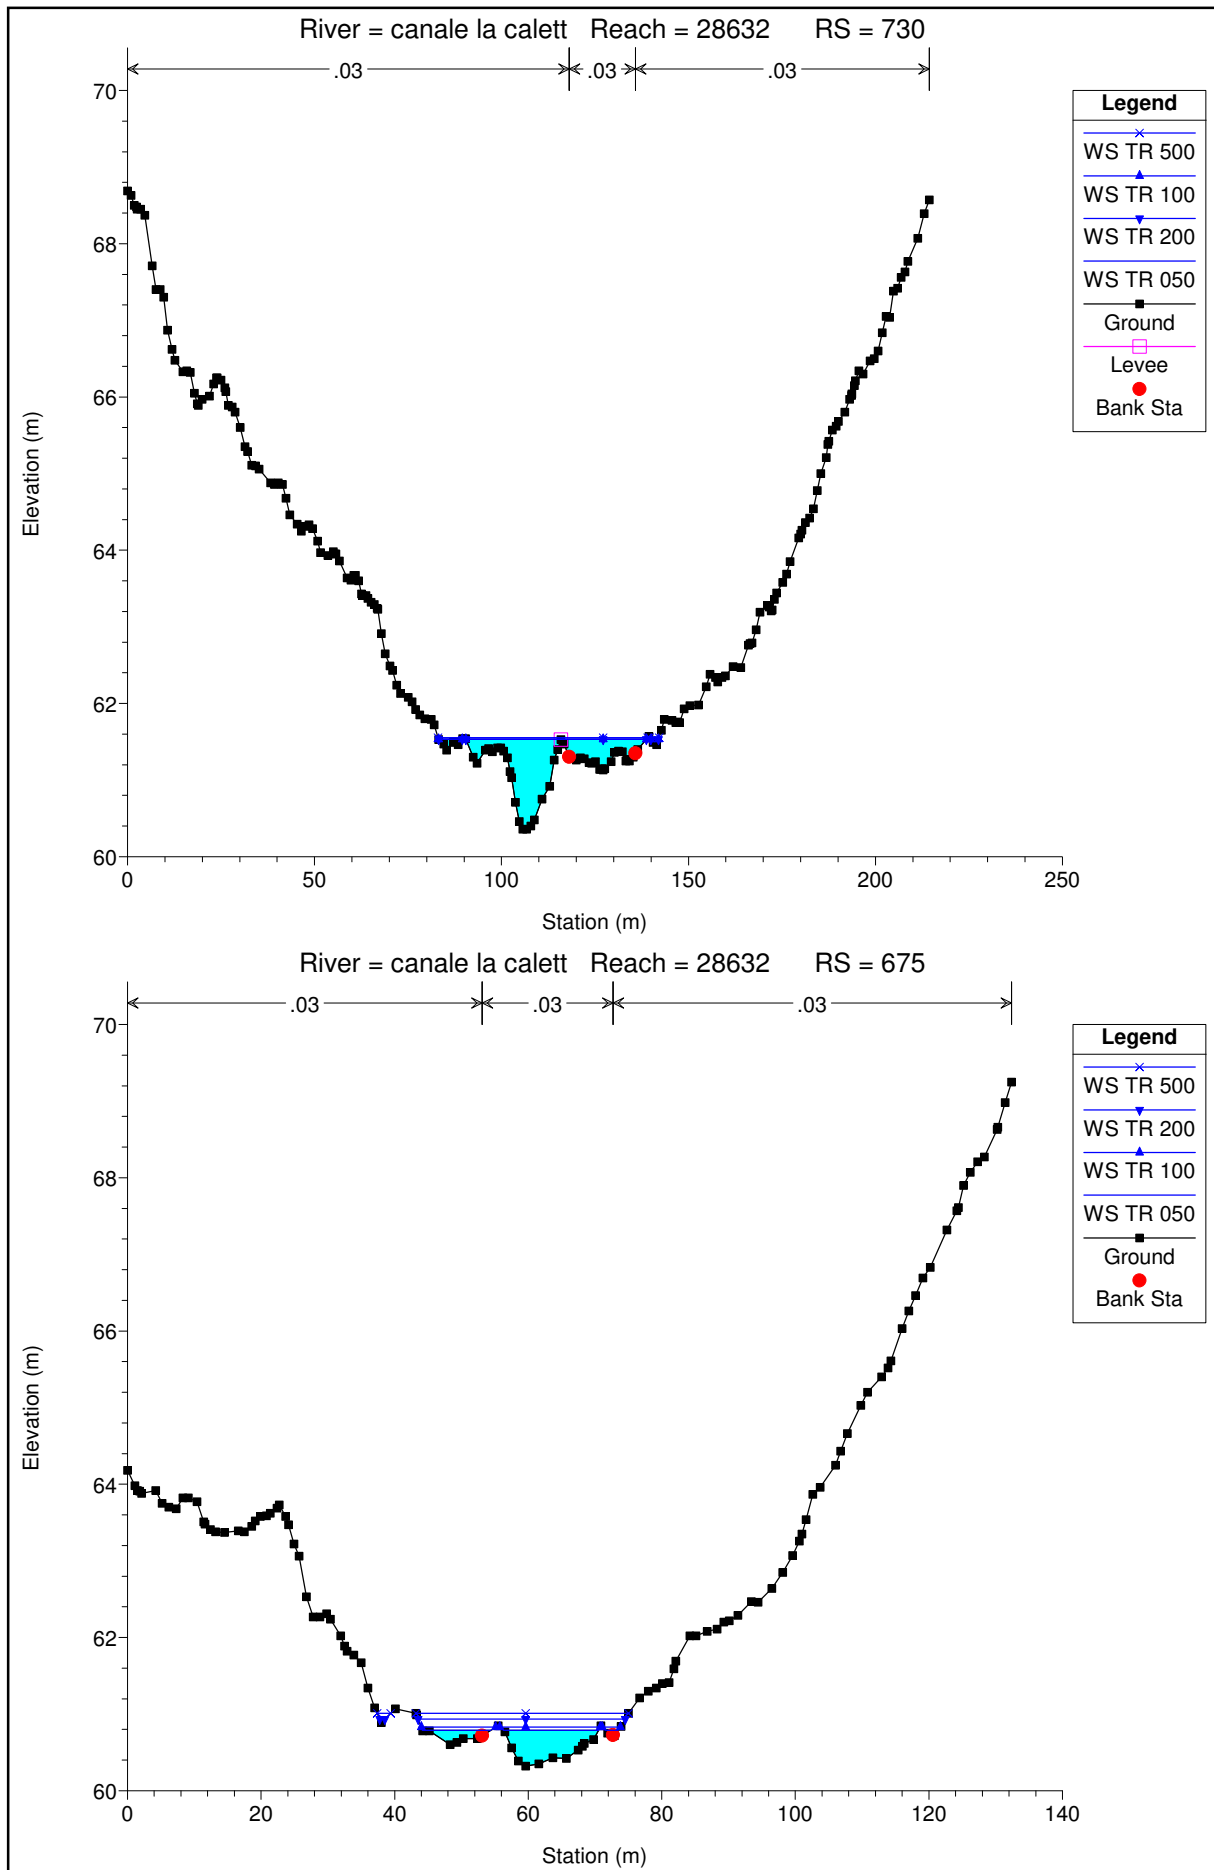 River = canale la calett Reach = 28632 RS = 730
.03 .03 .03
70
68
66
64
62
60
Elevation (m)
0 50 100 150 200 250
Station (m)
Legend
WS TR 500
WS TR 100
WS TR 200
WS TR 050
Ground
Levee
Bank Sta
River = canale la calett Reach = 28632 RS = 675
.03 .03 .03
70
68
66
64
62
60
Elevation (m)
0 20 40 60 80 100 120 140
Station (m)
Legend
WS TR 500
WS TR 200
WS TR 100
WS TR 050
Ground
Bank Sta